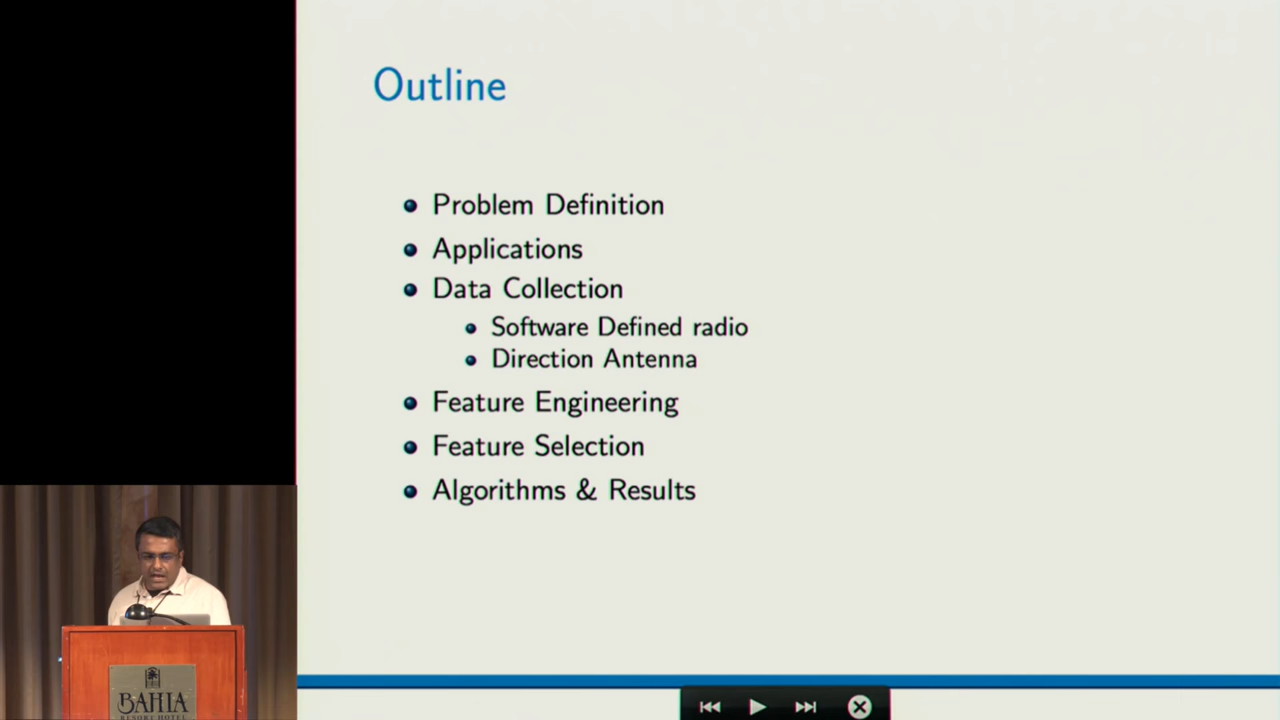 Outline
Problem Definition
Applications
Data Collection
Software Defined radio
Direction Antenna
Feature Engineering
Feature Selection
Algorithms & Results
BAHIA
RESORT HOTEL